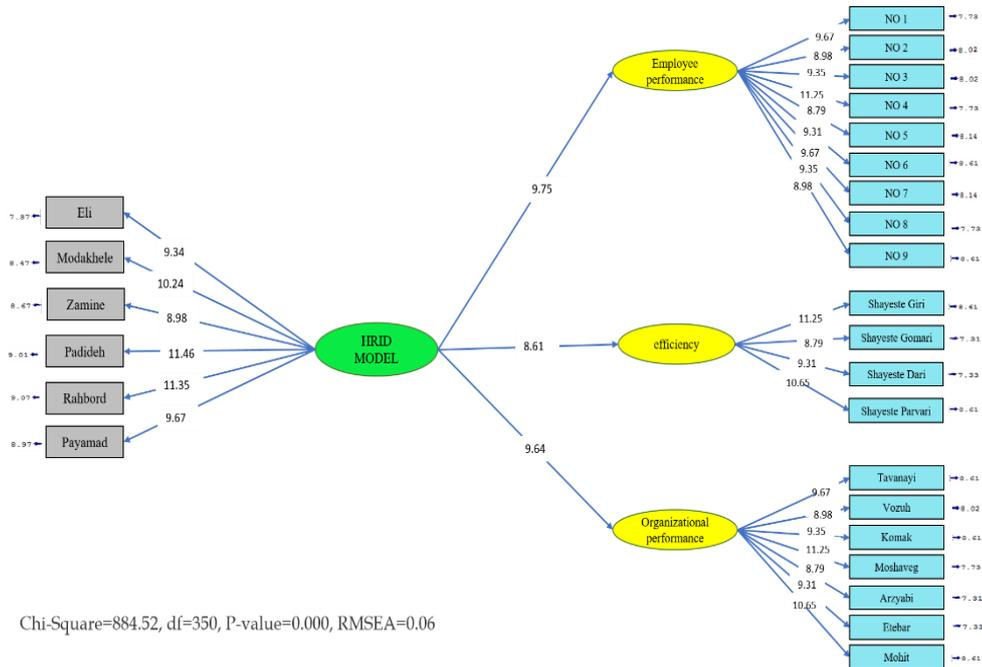 NO 1
7.73
9.67
NO 2
8.02
8.98
Employee
performance
NO 3
8.02
9.35
NO 4
7.73
11.25
8.79
NO 5
8.14
9.31
NO 6
8.61
9.67
NO 7
8.14
9.35
8.98
NO 8
7.73
NO 9
8.61
9.75
7.87
Eli
9.34
8.47
Modakhele
10.24
8.67
Zamine
8.98
9.01
Padideh
11.46
9.07
Rahbord
11.35
8.97
Payamad
9.67
HRID
MODEL
8.61
efficiency
Shayeste Giri
8.61
11.25
Shayeste Gomari
7.31
8.79
Shayeste Dari
7.33
9.31
10.65
Shayeste Parvari
8.61
9.64
Organizational
performance
Tavanayi
8.61
9.67
Vozuh
8.02
8.98
Komak
8.61
9.35
Moshaveg
7.73
11.25
8.79
Arzyabi
7.31
9.31
Etebar
7.33
10.65
Mohit
8.61
Chi-Square=884.52, df=350, P-value=0.000, RMSEA=0.06